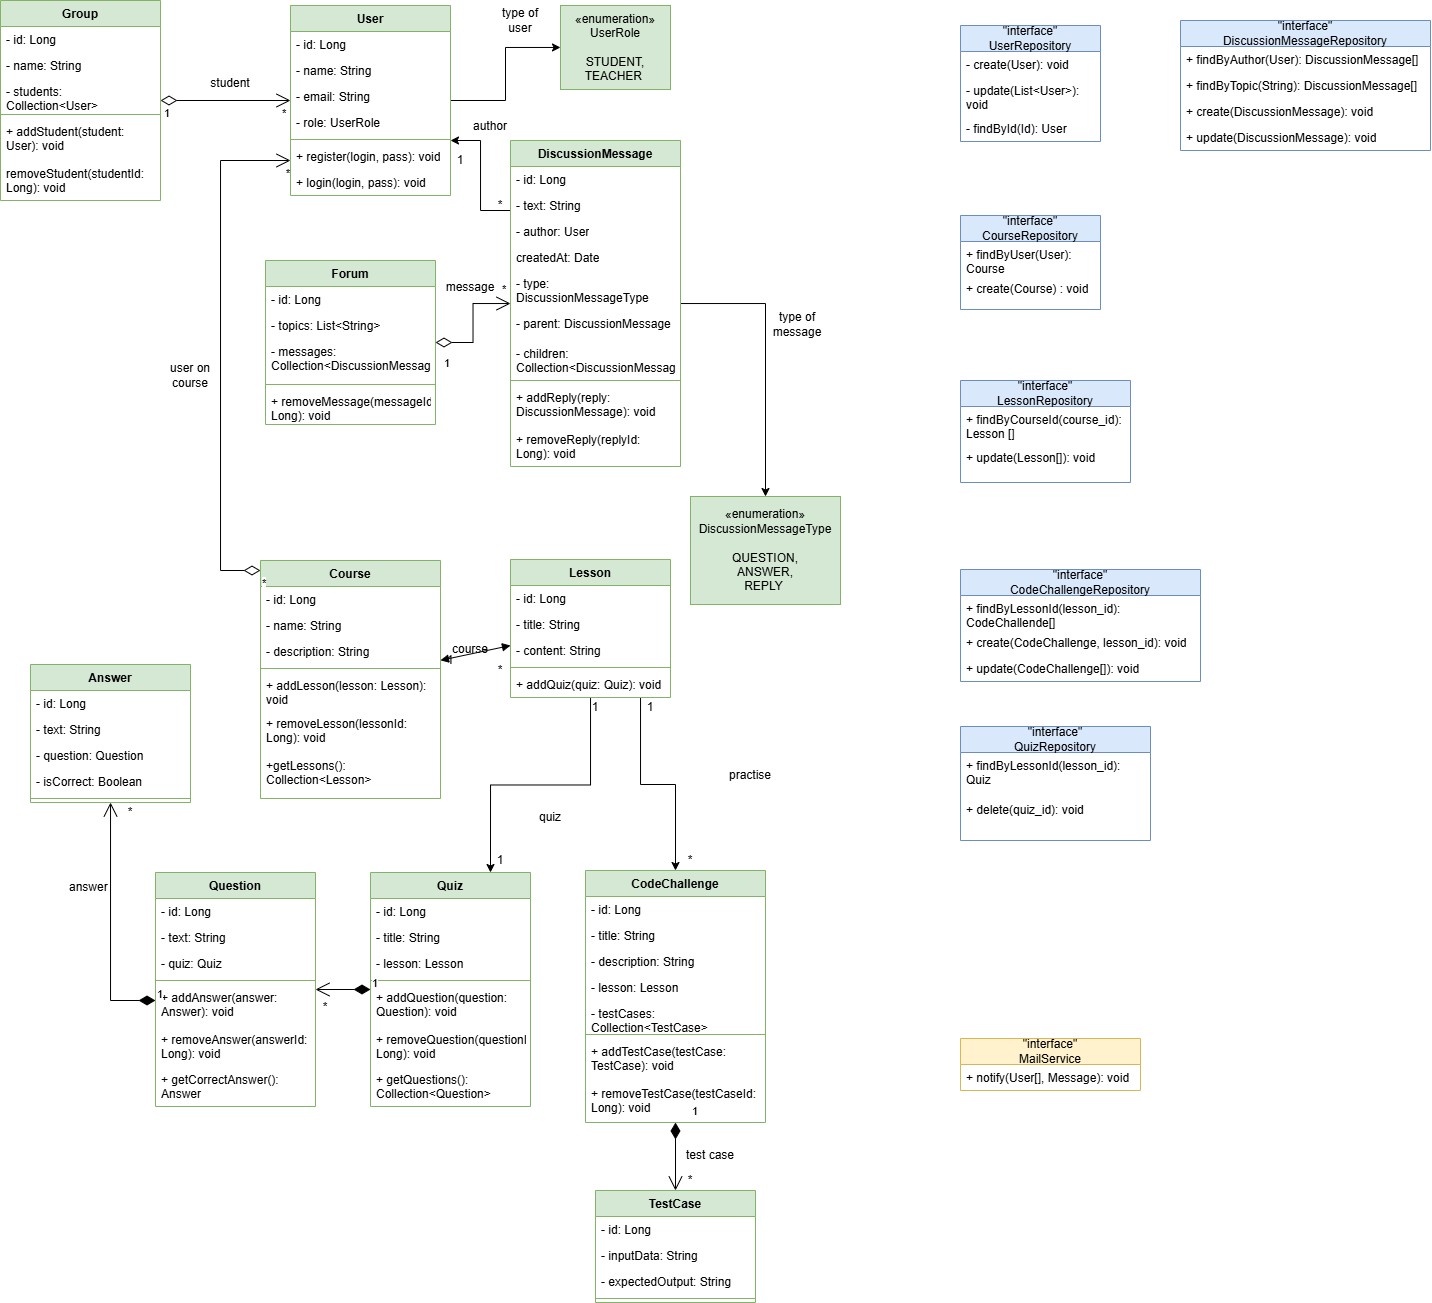 Group
- id: Long
- name: String
- students:
Collection<User>
+ addStudent(student:
User): void
removeStudent(studentId:
Long): void
student
1
*
User
- id: Long
- name: String
- email: String
- role: UserRole
+ register(login, pass): void
+ login(login, pass): void
*
type of
user
«enumeration»
UserRole
STUDENT,
TEACHER
author
1
*
DiscussionMessage
- id: Long
- text: String
- author: User
createdAt: Date
- type:
DiscussionMessageType
- parent: DiscussionMessage
- children:
Collection<DiscussionMessag
+ addReply(reply:
DiscussionMessage): void
+ removeReply(replyId:
Long): void
Forum
- id: Long
- topics: List<String>
- messages:
Collection<DiscussionMessag
+ removeMessage(messageId
Long): void
message
*
1
type of
message
user on
course
«enumeration»
DiscussionMessageType
QUESTION,
ANSWER,
REPLY
*
Course
- id: Long
- name: String
- description: String
+ addLesson(lesson: Lesson):
void
+ removeLesson(lessonId:
Long): void
+getLessons():
Collection<Lesson>
course
1
*
Lesson
- id: Long
- title: String
- content: String
+ addQuiz(quiz: Quiz): void
1
1
practise
quiz
1
*
Answer
- id: Long
- text: String
- question: Question
- isCorrect: Boolean
*
answer
1
Question
- id: Long
- text: String
- quiz: Quiz
+ addAnswer(answer:
Answer): void
+ removeAnswer(answerId:
Long): void
+ getCorrectAnswer():
Answer
*
1
Quiz
- id: Long
- title: String
- lesson: Lesson
+ addQuestion(question:
Question): void
+ removeQuestion(questionI
Long): void
+ getQuestions():
Collection<Question>
CodeChallenge
- id: Long
- title: String
- description: String
- lesson: Lesson
- testCases:
Collection<TestCase>
+ addTestCase(testCase:
TestCase): void
+ removeTestCase(testCaseId:
Long): void
1
test case
*
TestCase
- id: Long
- inputData: String
- expectedOutput: String
"interface"
UserRepository
- create(User): void
- update(List<User>):
void
- findById(Id): User
"interface"
DiscussionMessageRepository
+ findByAuthor(User): DiscussionMessage[]
+ findByTopic(String): DiscussionMessage[]
+ create(DiscussionMessage): void
+ update(DiscussionMessage): void
"interface"
CourseRepository
+ findByUser(User):
Course
+ create(Course) : void
"interface"
LessonRepository
+ findByCourseId(course_id):
Lesson []
+ update(Lesson[]): void
"interface"
CodeChallengeRepository
+ findByLessonId(lesson_id):
CodeChallende[]
+ create(CodeChallenge, lesson_id): void
+ update(CodeChallenge[]): void
"interface"
QuizRepository
+ findByLessonId(lesson_id):
Quiz
+ delete(quiz_id): void
"interface"
MailService
+ notify(User[], Message): void